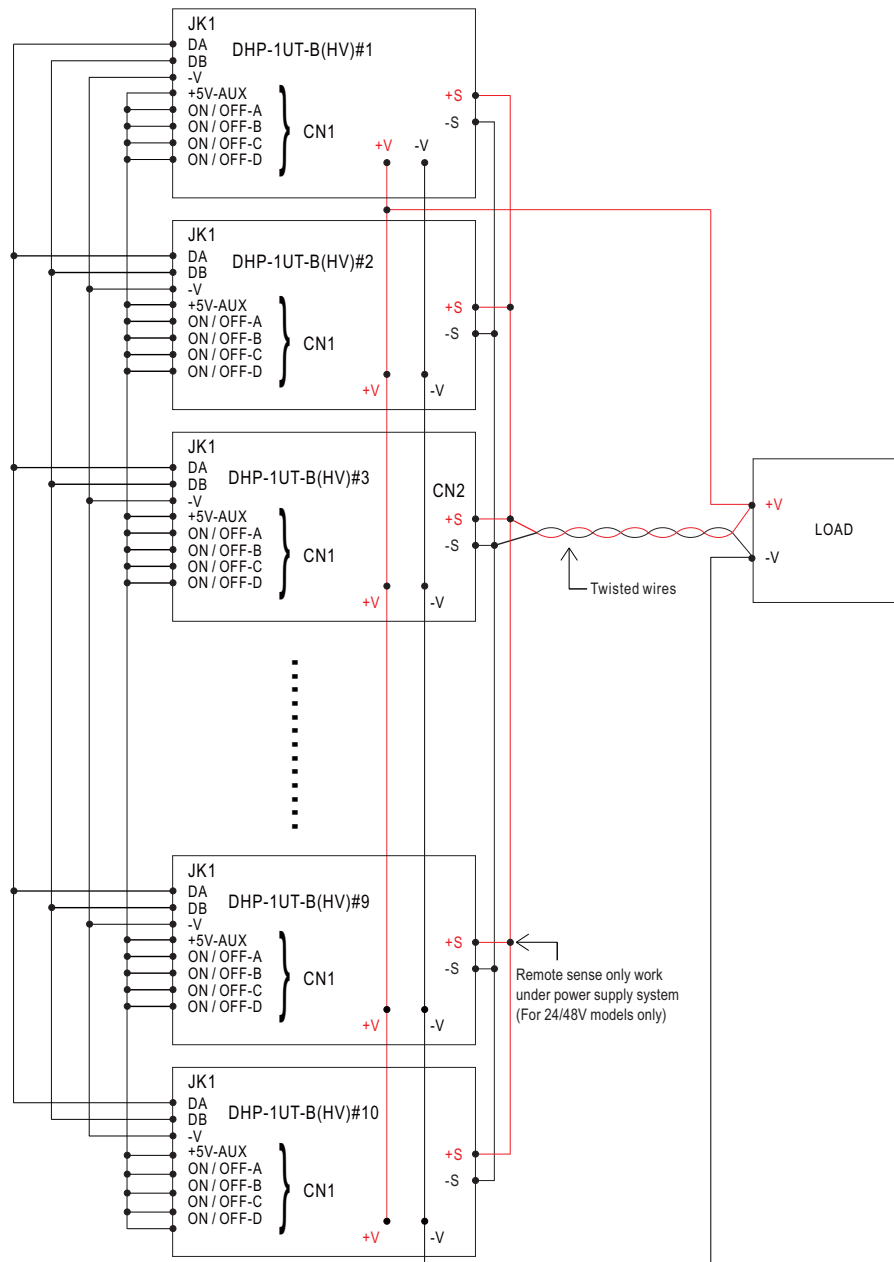 JK1
DA
DHP-1UT-B(HV)#1
DB
-V
+5V-AUX
+S
ON / OFF-A
ON / OFF-B
-S
CN1
ON / OFF-C
+V
-V
ON / OFF-D
JK1
DA
DHP-1UT-B(HV)#2
DB
-V
+5V-AUX
+S
ON / OFF-A
ON / OFF-B
-S
CN1
ON / OFF-C
ON / OFF-D
+V
-V
JK1
DA
DHP-1UT-B(HV)#3
DB
CN2
-V
+5V-AUX
+S
ON / OFF-A
ON / OFF-B
-S
CN1
ON / OFF-C
ON / OFF-D
+V
-V
+V
LOAD
-V
Twisted wires
JK1
DA
DHP-1UT-B(HV)#9
DB
-V
+5V-AUX
+S
ON / OFF-A
ON / OFF-B
-S
CN1
ON / OFF-C
ON / OFF-D
+V
-V
Remote sense only work
under power supply system
(For 24/48V models only)
JK1
DA
DHP-1UT-B(HV)#10
DB
-V
+5V-AUX
+S
ON / OFF-A
ON / OFF-B
-S
CN1
ON / OFF-C
ON / OFF-D
+V
-V